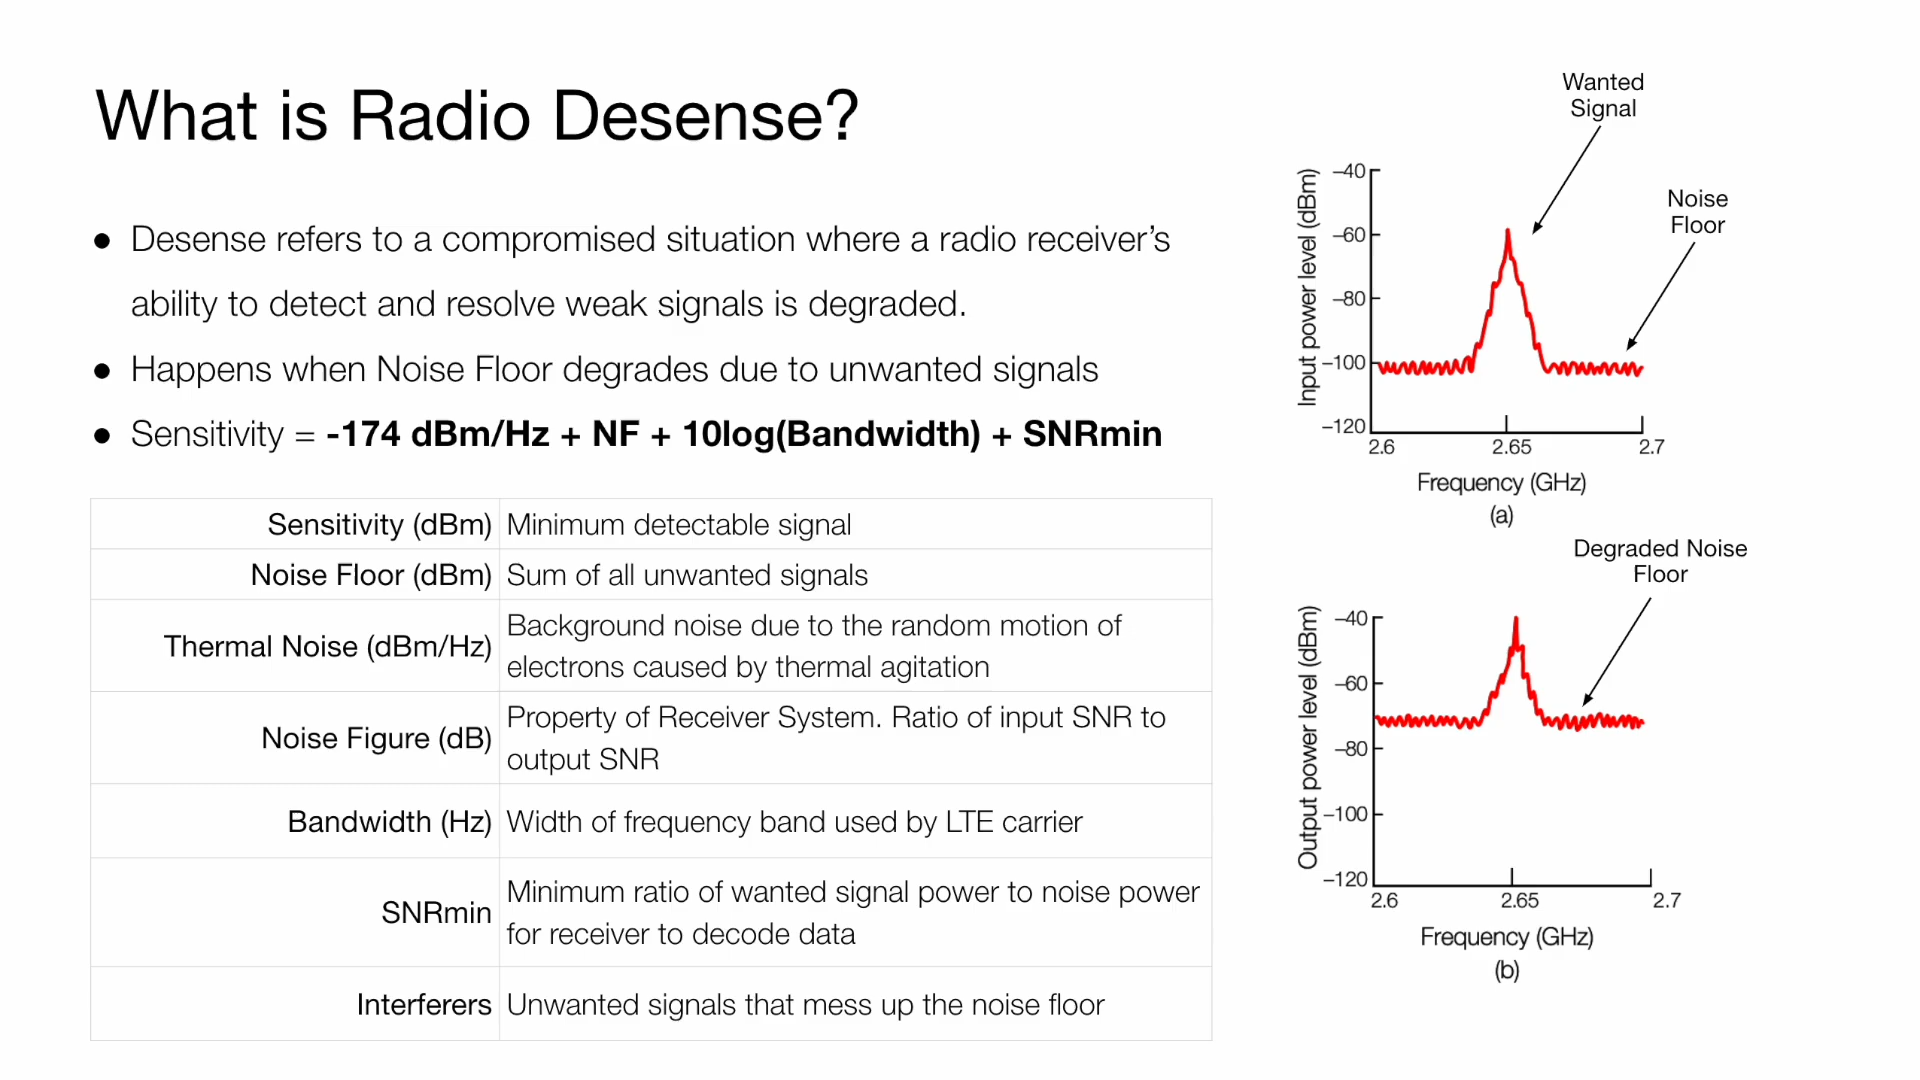 What is Radio Desense?
● Desense refers to a compromised situation where a radio receiver’s
ability to detect and resolve weak signals is degraded.
● Happens when Noise Floor degrades due to unwanted signals
● Sensitivity = -174 dBm/Hz + NF + 10log(Bandwidth) + SNRmin
Sensitivity (dBm) Minimum detectable signal
Noise Floor (dBm) Sum of all unwanted signals
Thermal Noise (dBm/Hz) Background noise due to the random motion of
electrons caused by thermal agitation
Noise Figure (dB) Property of Receiver System. Ratio of input SNR to
output SNR
Bandwidth (Hz) Width of frequency band used by LTE carrier
SNRmin Minimum ratio of wanted signal power to noise power
for receiver to decode data
Interferers Unwanted signals that mess up the noise floor
Wanted
Signal
Noise
Floor
Input power level (dBm)
–40
–60
–80
–100
–120
2.6 2.65 2.7
Frequency (GHz)
(a)
Degraded Noise
Floor
Output power level (dBm)
–40
–60
–80
–100
–120
2.6 2.65 2.7
Frequency (GHz)
(b)